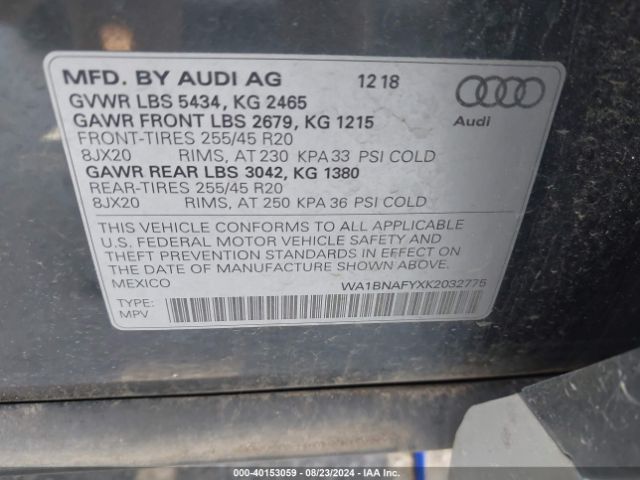 MFD. BY AUDI AG 12 18
GVWR LBS 5434, KG 2465
GAWR FRONT LBS 2679, KG 1215
Audi
FRONT-TIRES 255/45 R20
8JX20 RIMS, AT 230 KPA 33 PSI COLD
GAWR REAR LBS 3042, KG 1380
REAR-TIRES 255/45 R20
8JX20 RIMS, AT 250 KPA 36 PSI COLD
THIS VEHICLE CONFORMS TO ALL APPLICABLE
U.S. FEDERAL MOTOR VEHICLE SAFETY AND
THEFT PREVENTION STANDARDS IN EFFECT ON
THE DATE OF MANUFACTURE SHOWN ABOVE.
MEXICO WA1BNAFYXK2032775
TYPE:
MPV
0001 - 40153059 - 08/23/2024 - IAA Inc.